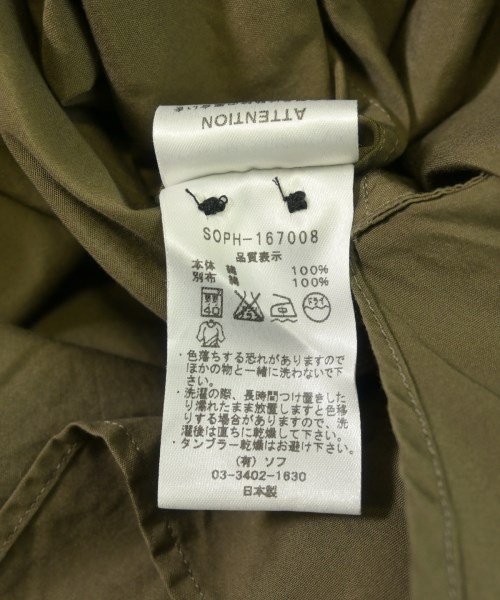 ATTENTION
SOPH-167008
品質表示
本体 綿 100%
別布 綿 100%
40
ドライ
・色落ちする恐れがありますので
ほかの物と一緒に洗わないで下
さい。
・洗濯の際、長時間つけ置きした
り濡れたまま放置しますと色移
りする場合がありますので、洗
濯後は直ちに乾燥して下さい。
・タンブラー乾燥はお避け下さい。
(有)ソフ
03-3402-1630
日本製